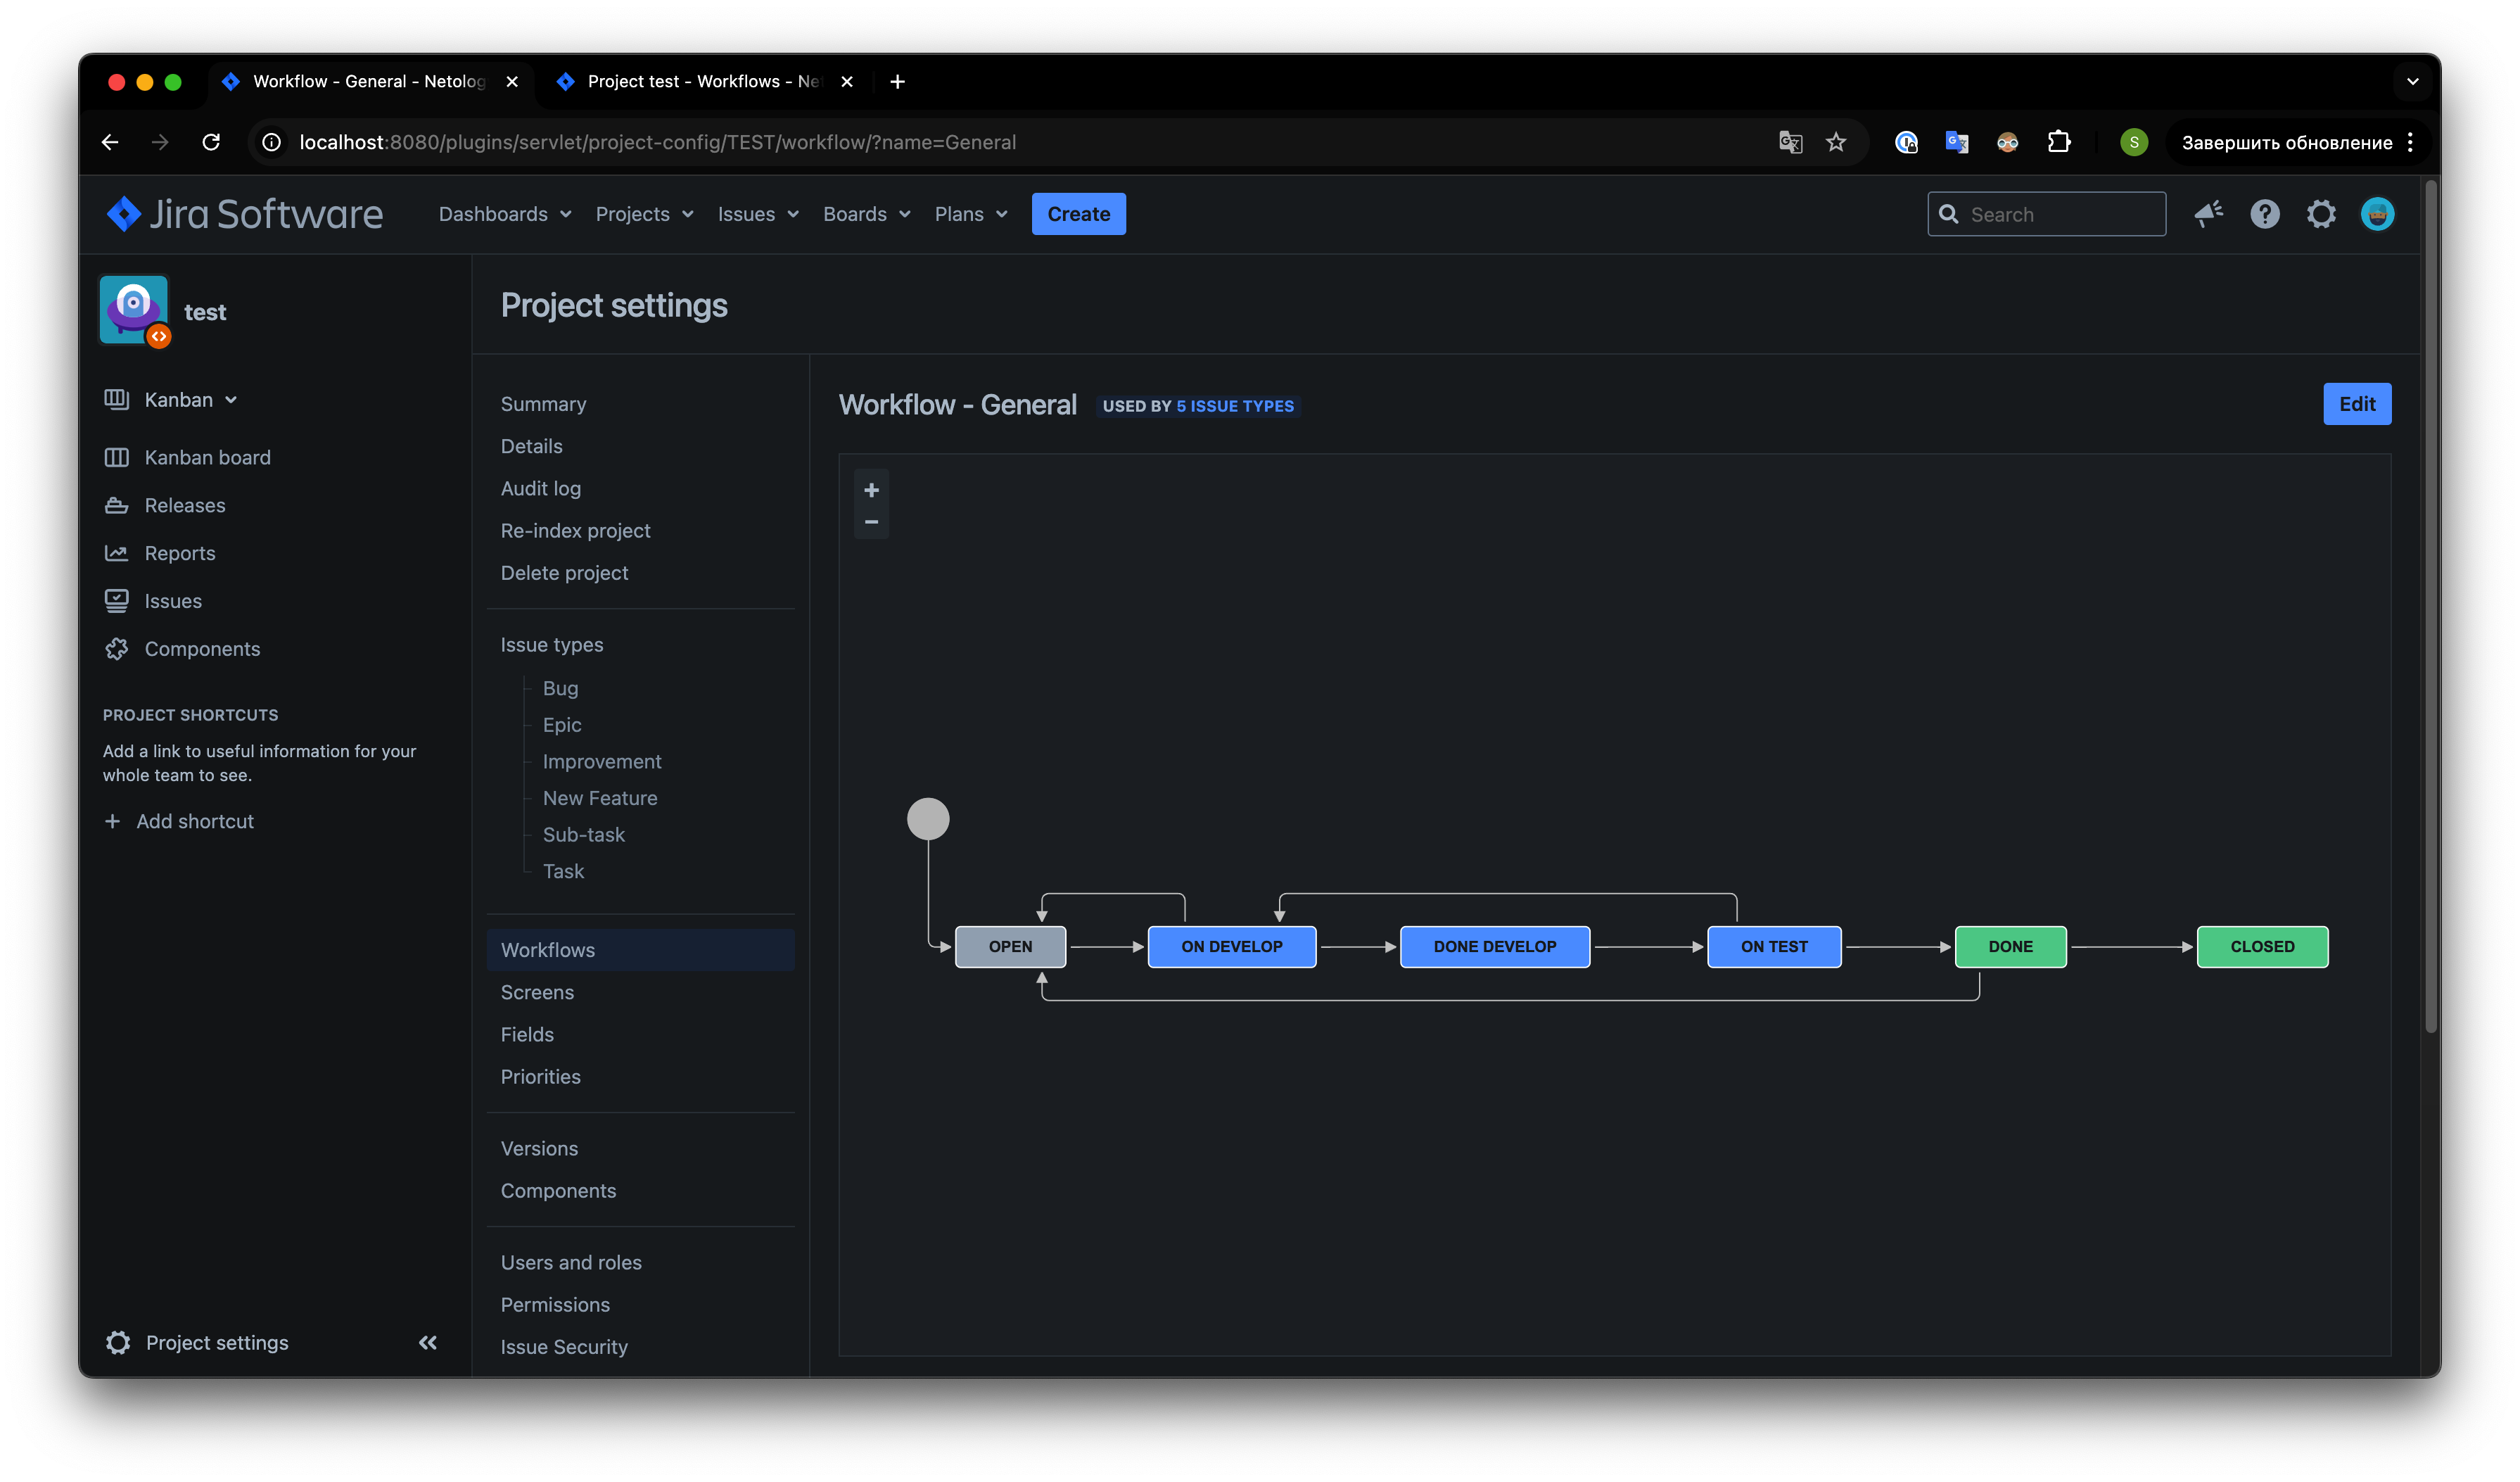 Workflow - General - Netolog
Project test - Workflows - Ne
localhost:8080/plugins/servlet/project-config/TEST/workflow/?name=General
S
Завершить обновление
Jira Software
Dashboards
Projects
Issues
Boards
Plans
Create
Search
test
Kanban
Kanban board
Releases
Reports
Issues
Components
PROJECT SHORTCUTS
Add a link to useful information for your
whole team to see.
+ Add shortcut
Project settings
Project settings
Summary
Details
Audit log
Re-index project
Delete project
Issue types
Bug
Epic
Improvement
New Feature
Sub-task
Task
Workflows
Screens
Fields
Priorities
Versions
Components
Users and roles
Permissions
Issue Security
Workflow - General
USED BY 5 ISSUE TYPES
Edit
+
−
OPEN
ON DEVELOP
DONE DEVELOP
ON TEST
DONE
CLOSED